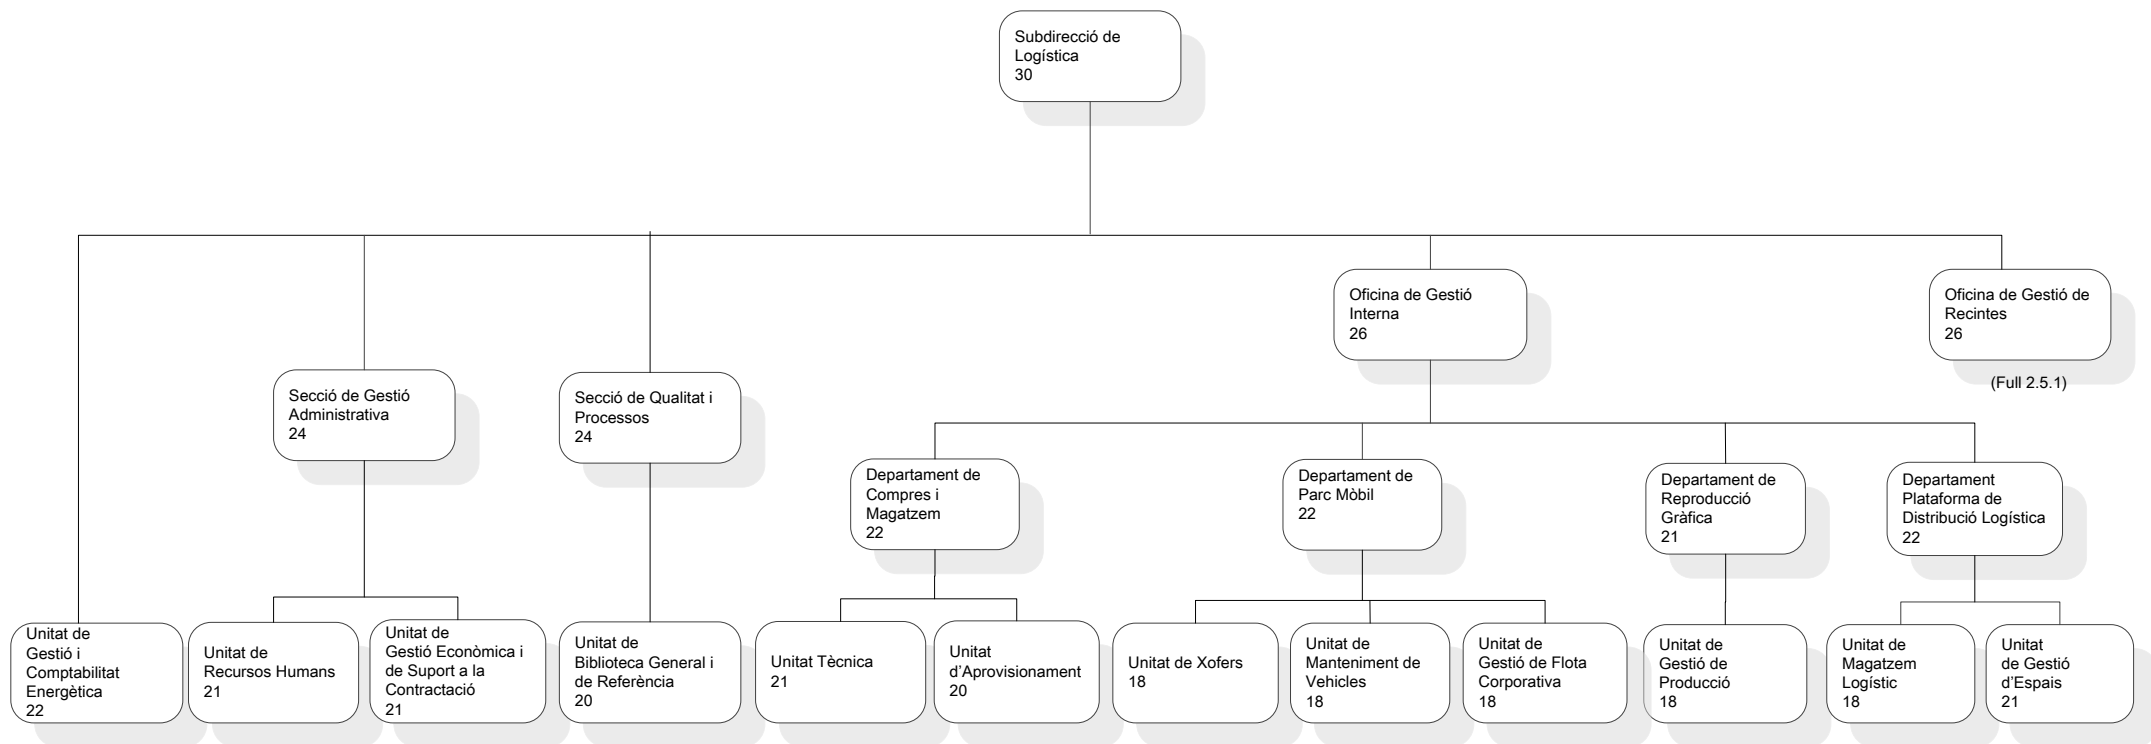 Subdirecció de
Logística
30
Oficina de Gestió
Interna
26
Oficina de Gestió de
Recintes
26
(Full 2.5.1)
Secció de Gestió
Administrativa
24
Secció de Qualitat i
Processos
24
Departament de
Compres i
Magatzem
22
Departament de
Parc Mòbil
22
Departament de
Reproducció
Gràfica
21
Departament
Plataforma de
Distribució Logística
22
Unitat de
Gestió i
Comptabilitat
Energètica
22
Unitat de
Recursos Humans
21
Unitat de
Gestió Econòmica i
de Suport a la
Contractació
21
Unitat de
Biblioteca General i
de Referència
20
Unitat Tècnica
21
Unitat
d’Aprovisionament
20
Unitat de Xofers
18
Unitat de
Manteniment de
Vehicles
18
Unitat de
Gestió de Flota
Corporativa
18
Unitat de
Gestió de
Producció
18
Unitat de
Magatzem
Logístic
18
Unitat
de Gestió
d’Espais
21